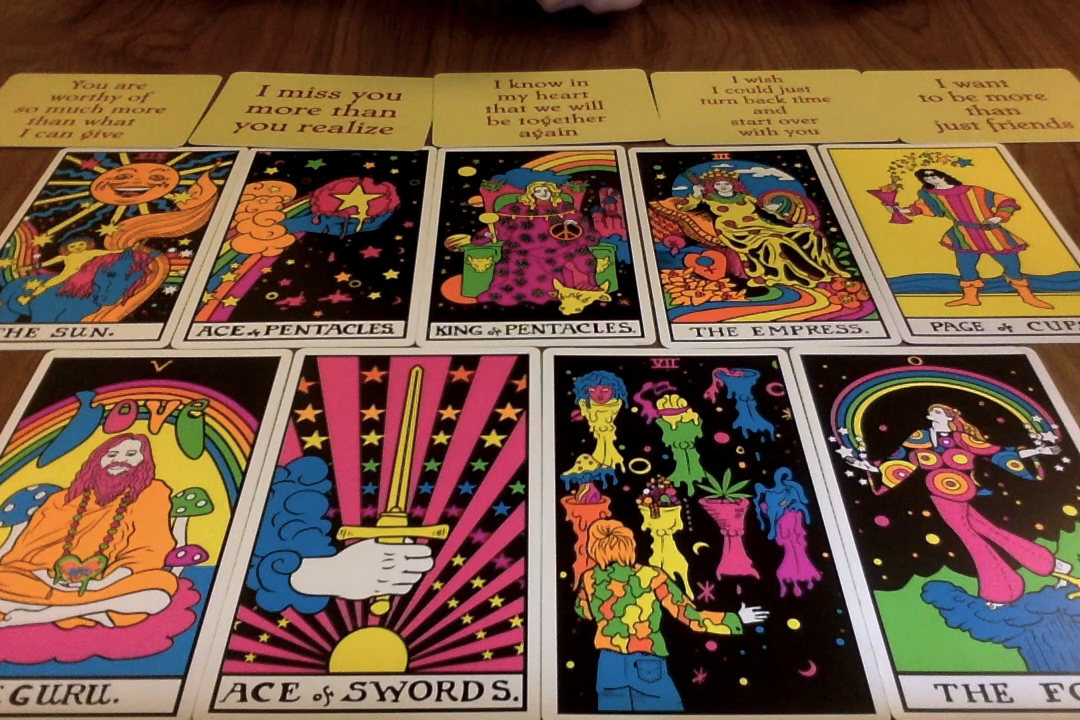 You are
worthy of
so much more
than what
I can give
I miss you
more than
you realize
I know in
my heart
that we will
be together
again
I wish
I could just
turn back time
and
start over
with you
I want
to be more
than
just friends
THE SUN.
ACE of PENTACLES.
KING of PENTACLES.
III
THE EMPRESS.
PAGE of CUP
V
LOVE
GURU.
ACE of SWORDS.
VII
O
THE FO